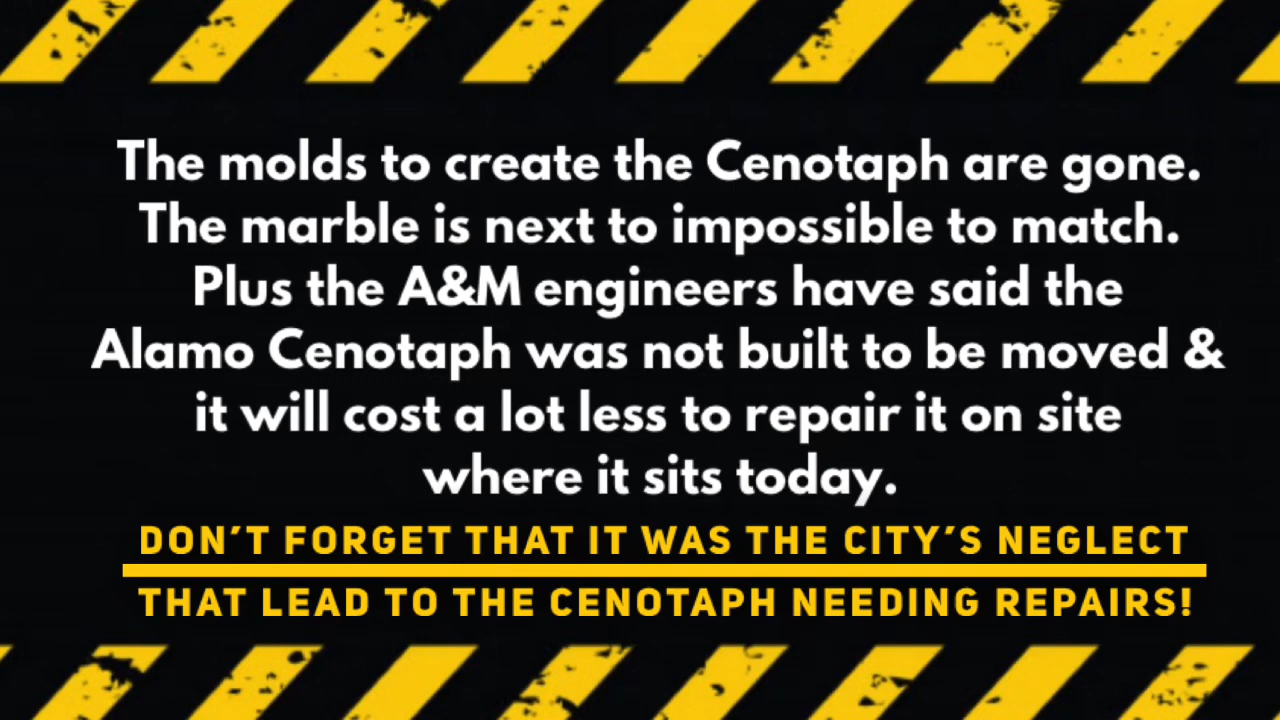 The molds to create the Cenotaph are gone.
The marble is next to impossible to match.
Plus the A&M engineers have said the
Alamo Cenotaph was not built to be moved &
it will cost a lot less to repair it on site
where it sits today.
DON'T FORGET THAT IT WAS THE CITY'S NEGLECT
THAT LEAD TO THE CENOTAPH NEEDING REPAIRS!